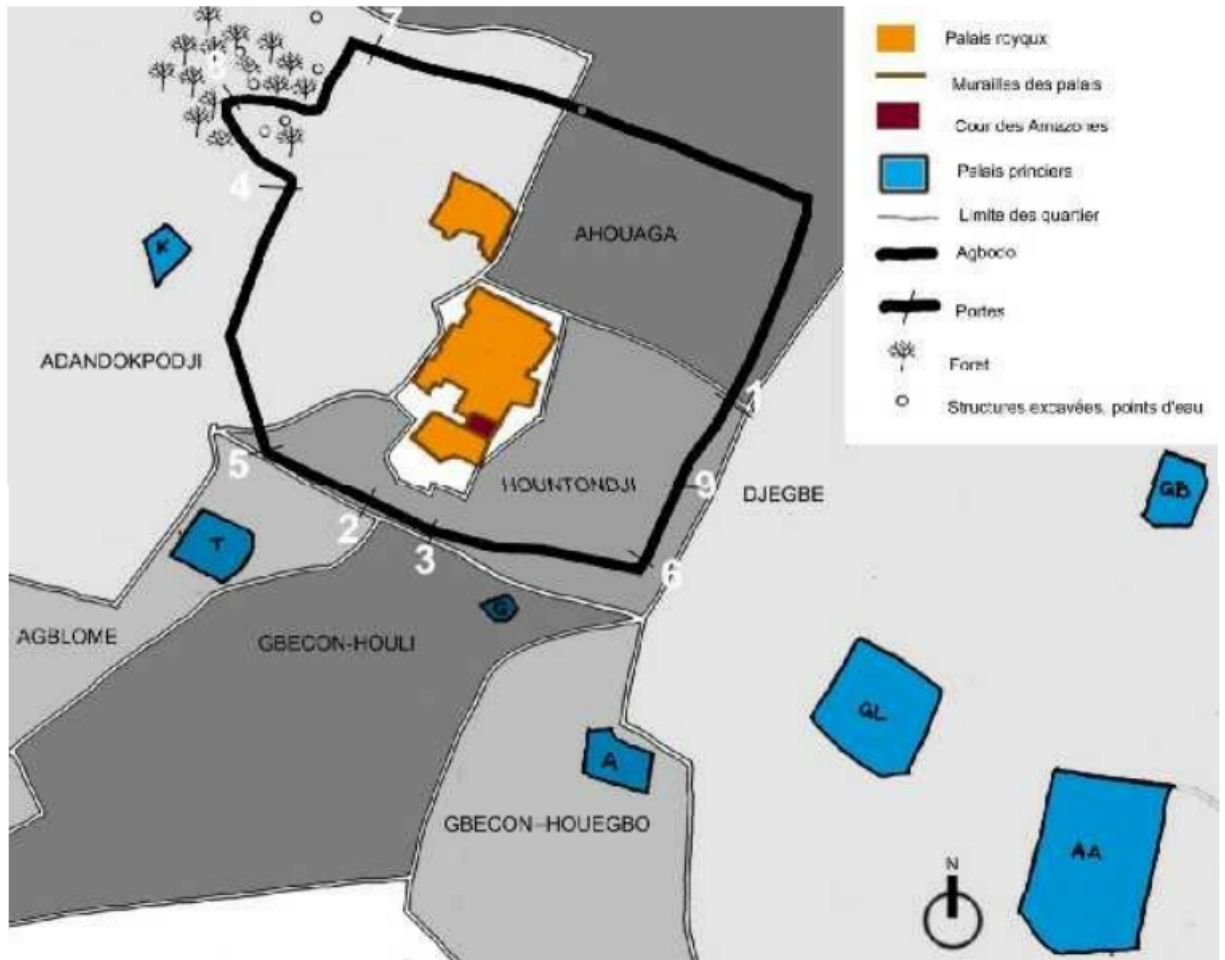 Palais royqux
Murailles des palais
Cour des Amazones
Palais princiers
Limite des quartier
Agbodo
Portes
Foret
Structures excavées, points d'eau
7
8
4
K
AHOUAGA
ADANDOKPODJI
1
5
HOUNTONDJI
9
DJEGBE
GB
2
3
T
6
G
AGBLOME
GBECON-HOULI
GL
A
GBECON–HOUEGBO
AA
N